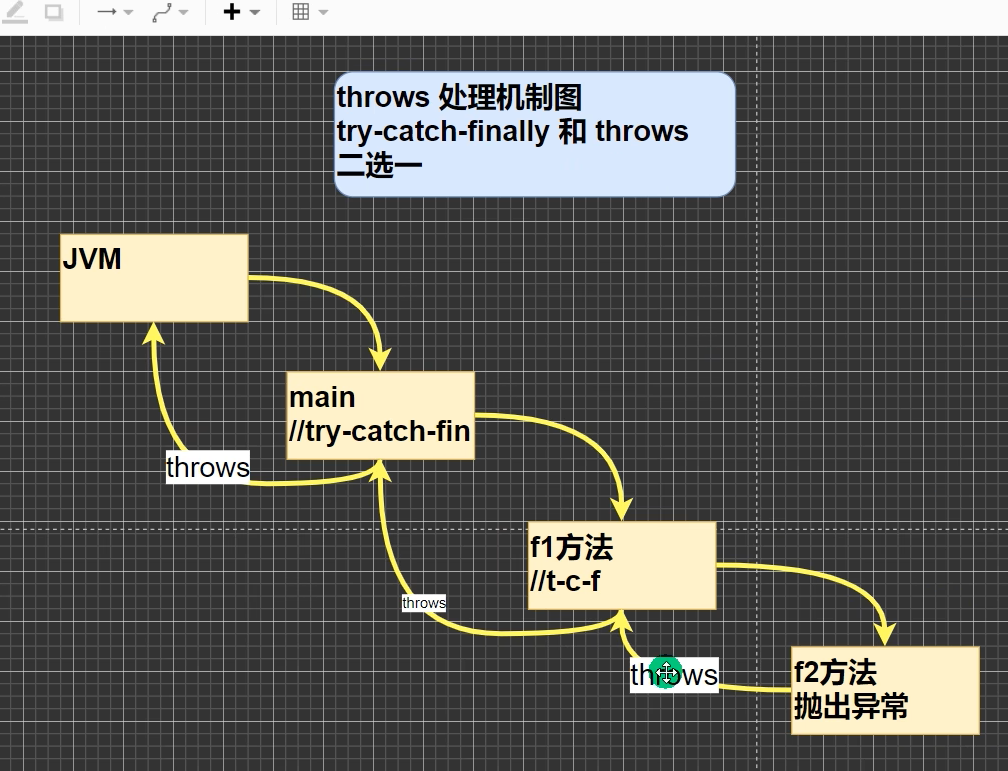 throws 处理机制图
try-catch-finally 和 throws
二选一
JVM
main
//try-catch-fin
throws
f1方法
//t-c-f
throws
f2方法
抛出异常
throws